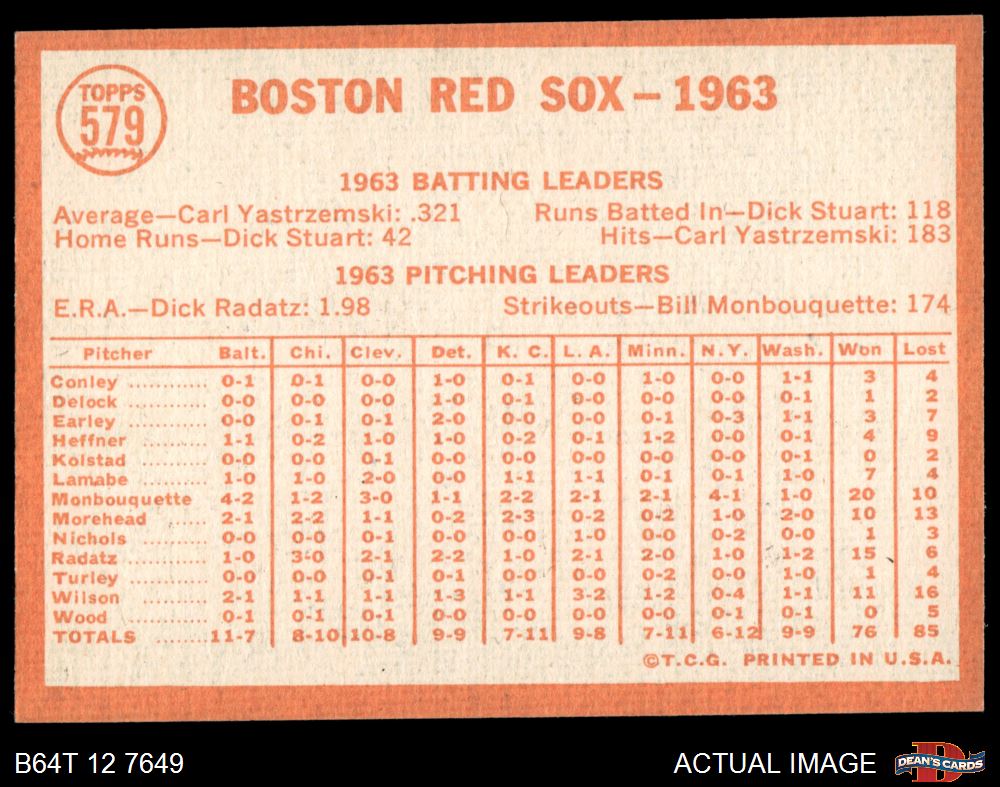 TOPPS
579
BOSTON RED SOX – 1963
1963 BATTING LEADERS
Average—Carl Yastrzemski: .321 Runs Batted In—Dick Stuart: 118
Home Runs—Dick Stuart: 42 Hits—Carl Yastrzemski: 183
1963 PITCHING LEADERS
E.R.A.—Dick Radatz: 1.98 Strikeouts—Bill Monbouquette: 174
Pitcher Balt. Chi. Clev. Det. K. C. L. A. Minn. N.Y. Wash. Won Lost
Conley ............ 0-1 0-1 0-0 1-0 0-1 0-0 1-0 0-0 1-1 3 4
Delock ............ 0-0 0-0 0-0 1-0 0-1 0-0 0-0 0-0 0-1 1 2
Earley ............ 0-0 0-1 0-1 2-0 0-0 0-0 0-1 0-3 1-1 3 7
Heffner .......... 1-1 0-2 1-0 1-0 0-2 0-1 1-2 0-0 0-1 4 9
Kolstad .......... 0-0 0-0 0-1 0-0 0-0 0-0 0-0 0-0 0-1 0 2
Lamabe .......... 1-0 1-0 2-0 0-0 1-1 1-1 0-1 0-1 1-0 7 4
Monbouquette 4-2 1-2 3-0 1-1 2-2 2-1 2-1 4-1 1-0 20 10
Morehead ...... 2-1 2-2 1-1 0-2 2-3 0-2 0-2 1-0 2-0 10 13
Nichols .......... 0-0 0-0 0-1 0-0 0-0 1-0 0-0 0-2 0-0 1 3
Radatz ............ 1-0 3-0 2-1 2-2 1-0 2-1 2-0 1-0 1-2 15 6
Turley ............ 0-0 0-0 0-1 0-1 0-0 0-0 0-2 0-0 1-0 1 4
Wilson .......... 2-1 1-1 1-1 1-3 1-1 3-2 1-2 0-4 1-1 11 16
Wood ............ 0-1 0-1 0-1 0-0 0-0 0-0 0-0 0-1 0-1 0 5
TOTALS ........ 11-7 8-10 10-8 9-9 7-11 9-8 7-11 6-12 9-9 76 85
©T.C.G. PRINTED IN U.S.A.
B64T 12 7649 ACTUAL IMAGE
D
DEAN'S CARDS